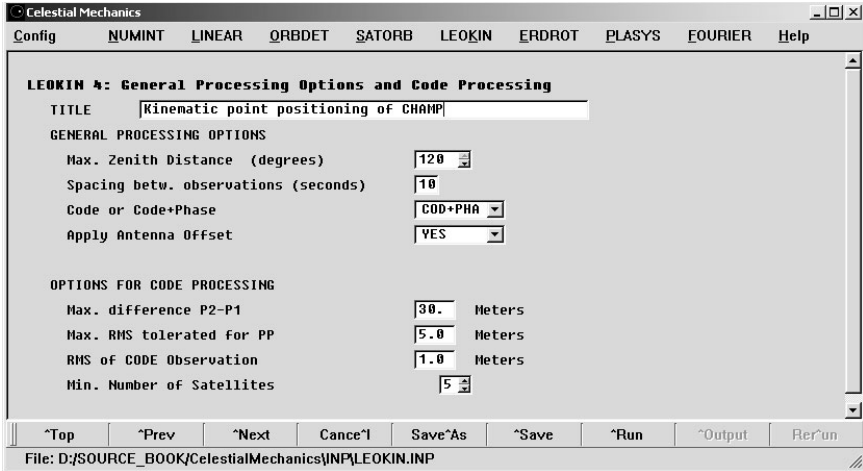 Celestial Mechanics
Config NUMINT LINEAR ORBDET SATORB LEOKIN ERDROT PLASYS FOURIER Help
LEOKIN 4: General Processing Options and Code Processing
TITLE Kinematic point positioning of CHAMP
GENERAL PROCESSING OPTIONS
Max. Zenith Distance (degrees) 120
Spacing betw. observations (seconds) 10
Code or Code+Phase COD+PHA
Apply Antenna Offset YES
OPTIONS FOR CODE PROCESSING
Max. difference P2-P1 30. Meters
Max. RMS tolerated for PP 5.0 Meters
RMS of CODE Observation 1.0 Meters
Min. Number of Satellites 5
^Top ^Prev ^Next Cance^l Save^As ^Save ^Run ^Output Rer^un
File: D:/SOURCE_BOOK/CelestialMechanics\INP\LEOKIN.INP